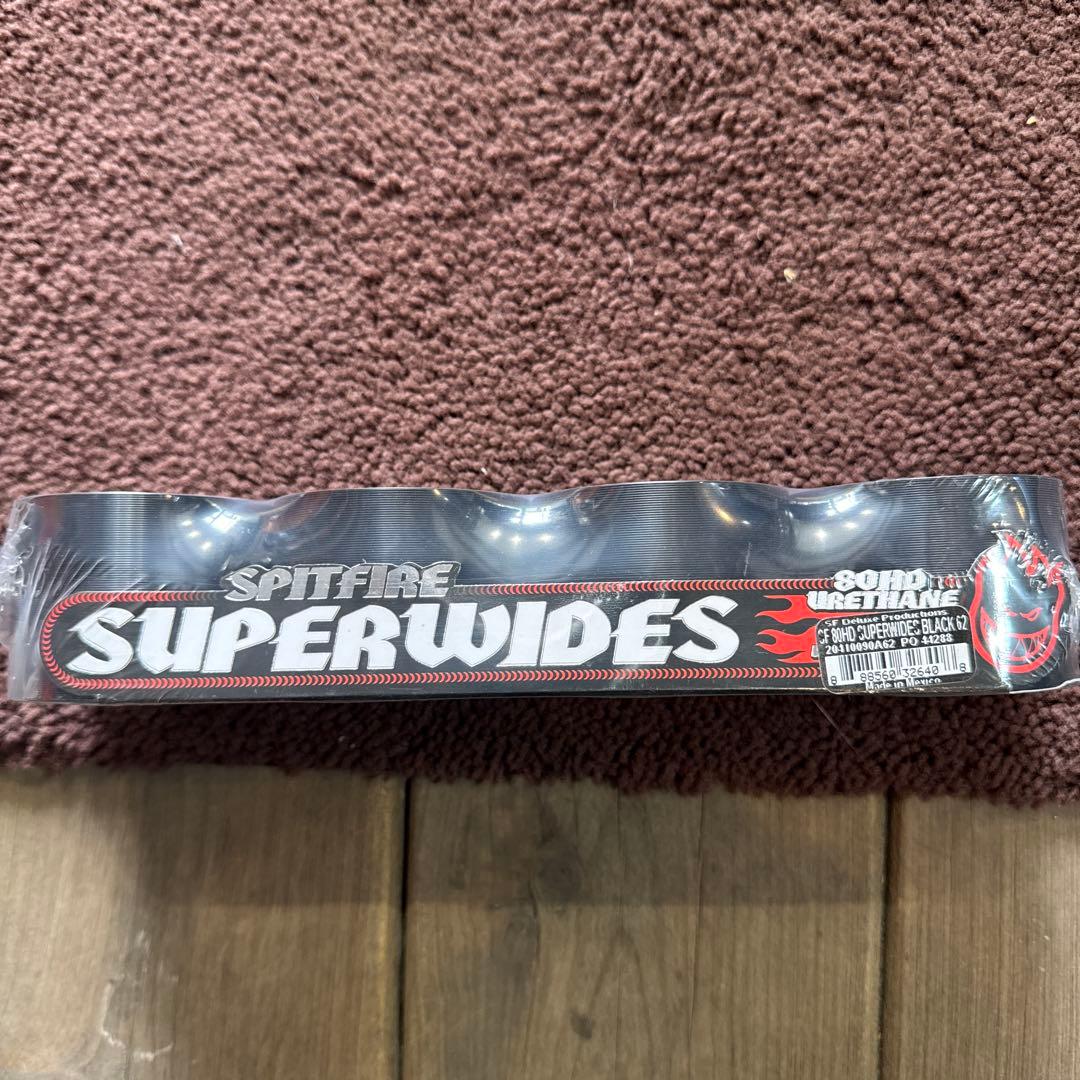 SPITFIRE
SUPERWIDES
80HD
URETHANE
SF Deluxe Productions
CF 80HD SUPERWIDES BLACK 62
20410090A62 PO 44288
8 88560 32640 8
Made in Mexico